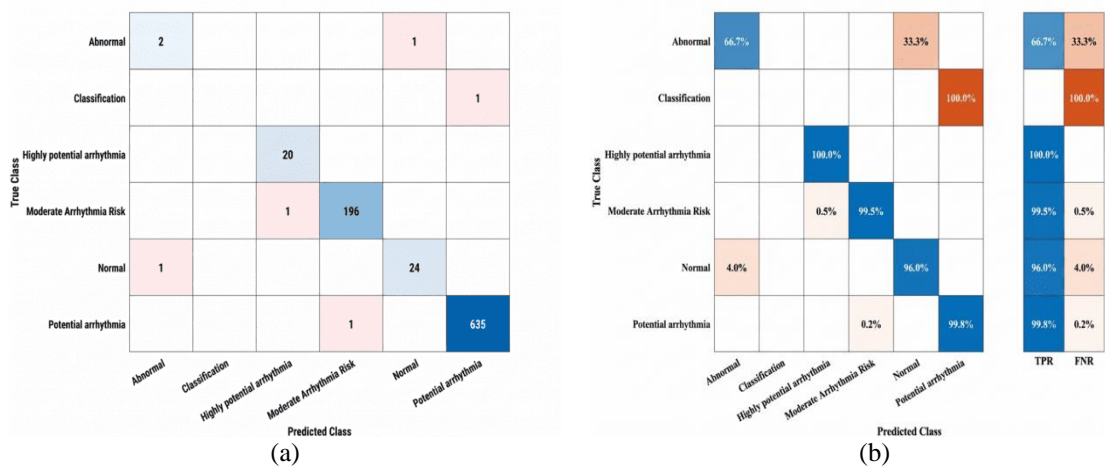 Abnormal
2
1
Classification
1
Highly potential arrhythmia
20
Moderate Arrhythmia Risk
1
196
Normal
1
24
Potential arrhythmia
1
635
True Class
Abnormal
Classification
Highly potential arrhythmia
Moderate Arrhythmia Risk
Normal
Potential arrhythmia
Predicted Class
(a)
Abnormal
66.7%
33.3%
66.7%
33.3%
Classification
100.0%
100.0%
Highly potential arrhythmia
100.0%
100.0%
Moderate Arrhythmia Risk
0.5%
99.5%
99.5%
0.5%
Normal
4.0%
96.0%
96.0%
4.0%
Potential arrhythmia
0.2%
99.8%
99.8%
0.2%
True Class
Abnormal
Classification
Highly potential arrhythmia
Moderate Arrhythmia Risk
Normal
Potential arrhythmia
TPR
FNR
Predicted Class
(b)